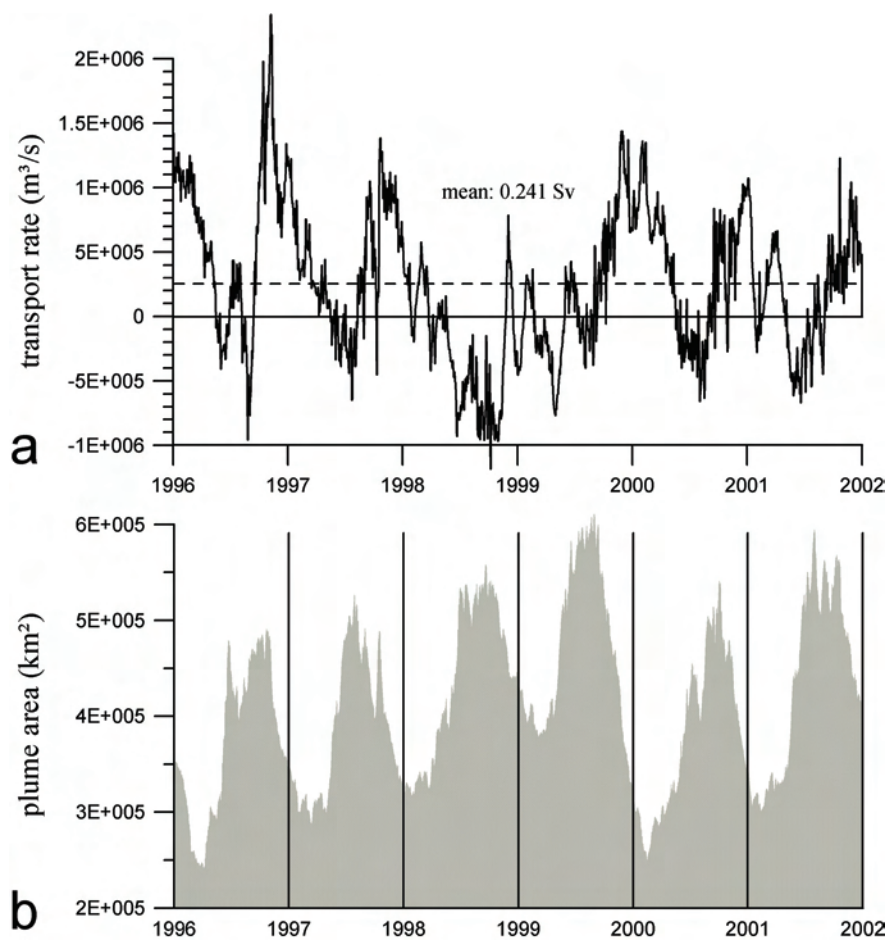 2E+006
1.5E+006
1E+006
5E+005
0
-5E+005
-1E+006
transport rate (m³/s)
mean: 0.241 Sv
a
1996 1997 1998 1999 2000 2001 2002
6E+005
5E+005
4E+005
3E+005
2E+005
plume area (km²)
b
1996 1997 1998 1999 2000 2001 2002